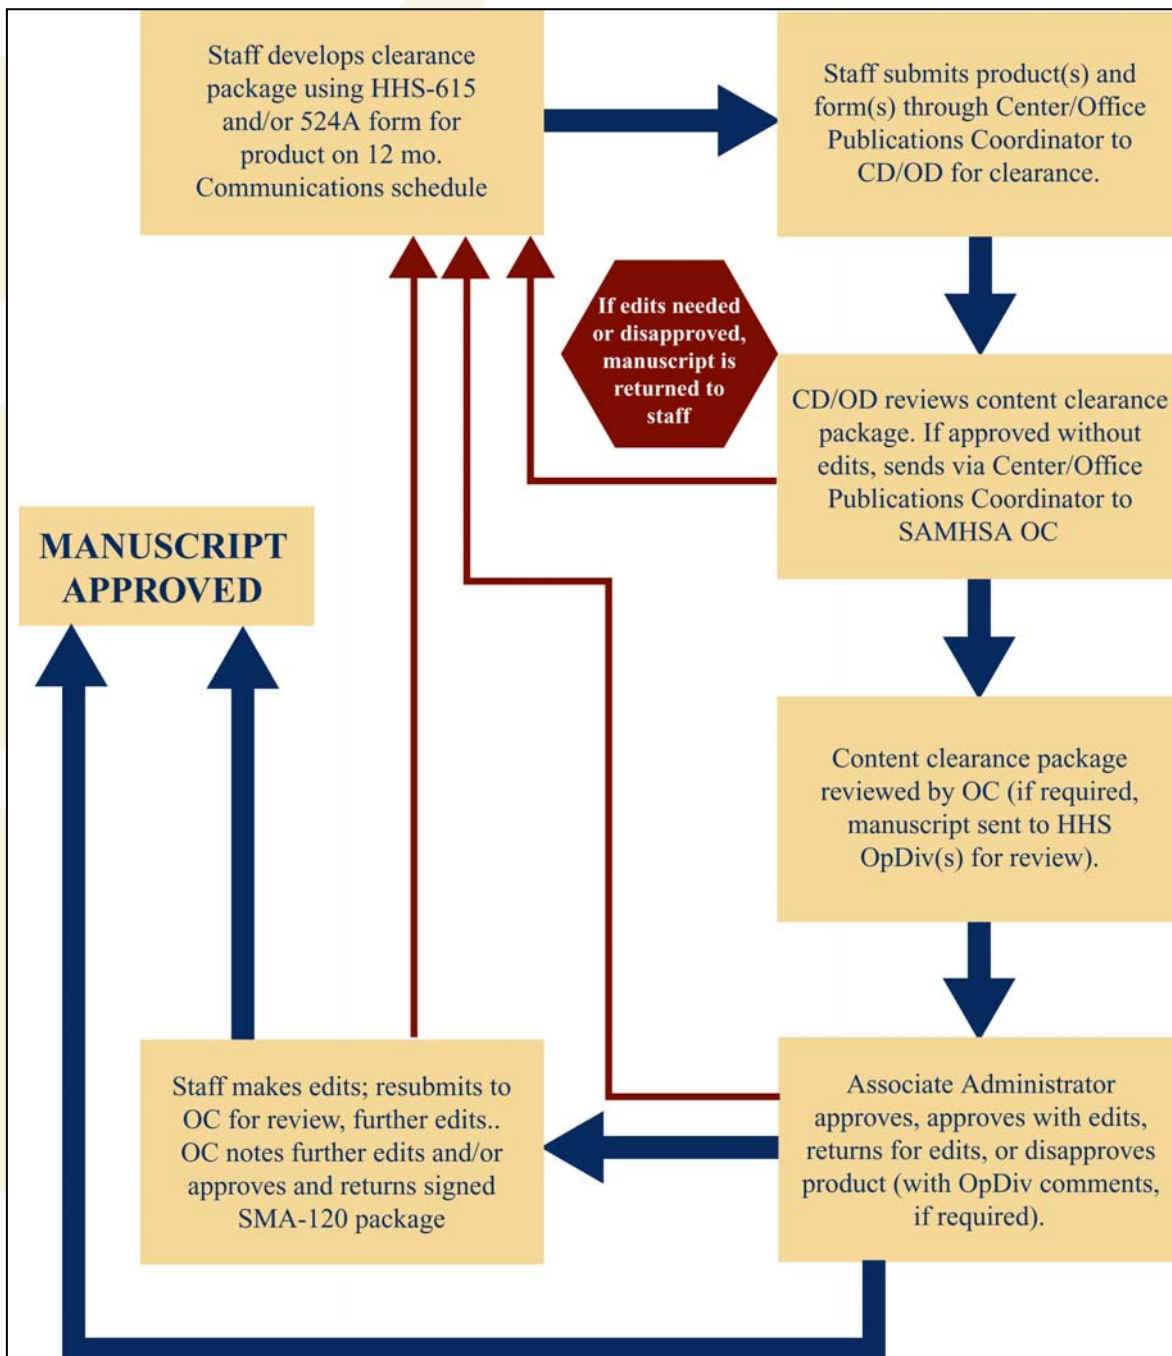 Staff develops clearance
package using HHS-615
and/or 524A form for
product on 12 mo.
Communications schedule
Staff submits product(s) and
form(s) through Center/Office
Publications Coordinator to
CD/OD for clearance.
If edits needed
or disapproved,
manuscript is
returned to
staff
CD/OD reviews content clearance
package. If approved without
edits, sends via Center/Office
Publications Coordinator to
SAMHSA OC
MANUSCRIPT
APPROVED
Content clearance package
reviewed by OC (if required,
manuscript sent to HHS
OpDiv(s) for review).
Staff makes edits; resubmits to
OC for review, further edits..
OC notes further edits and/or
approves and returns signed
SMA-120 package
Associate Administrator
approves, approves with edits,
returns for edits, or disapproves
product (with OpDiv comments,
if required).